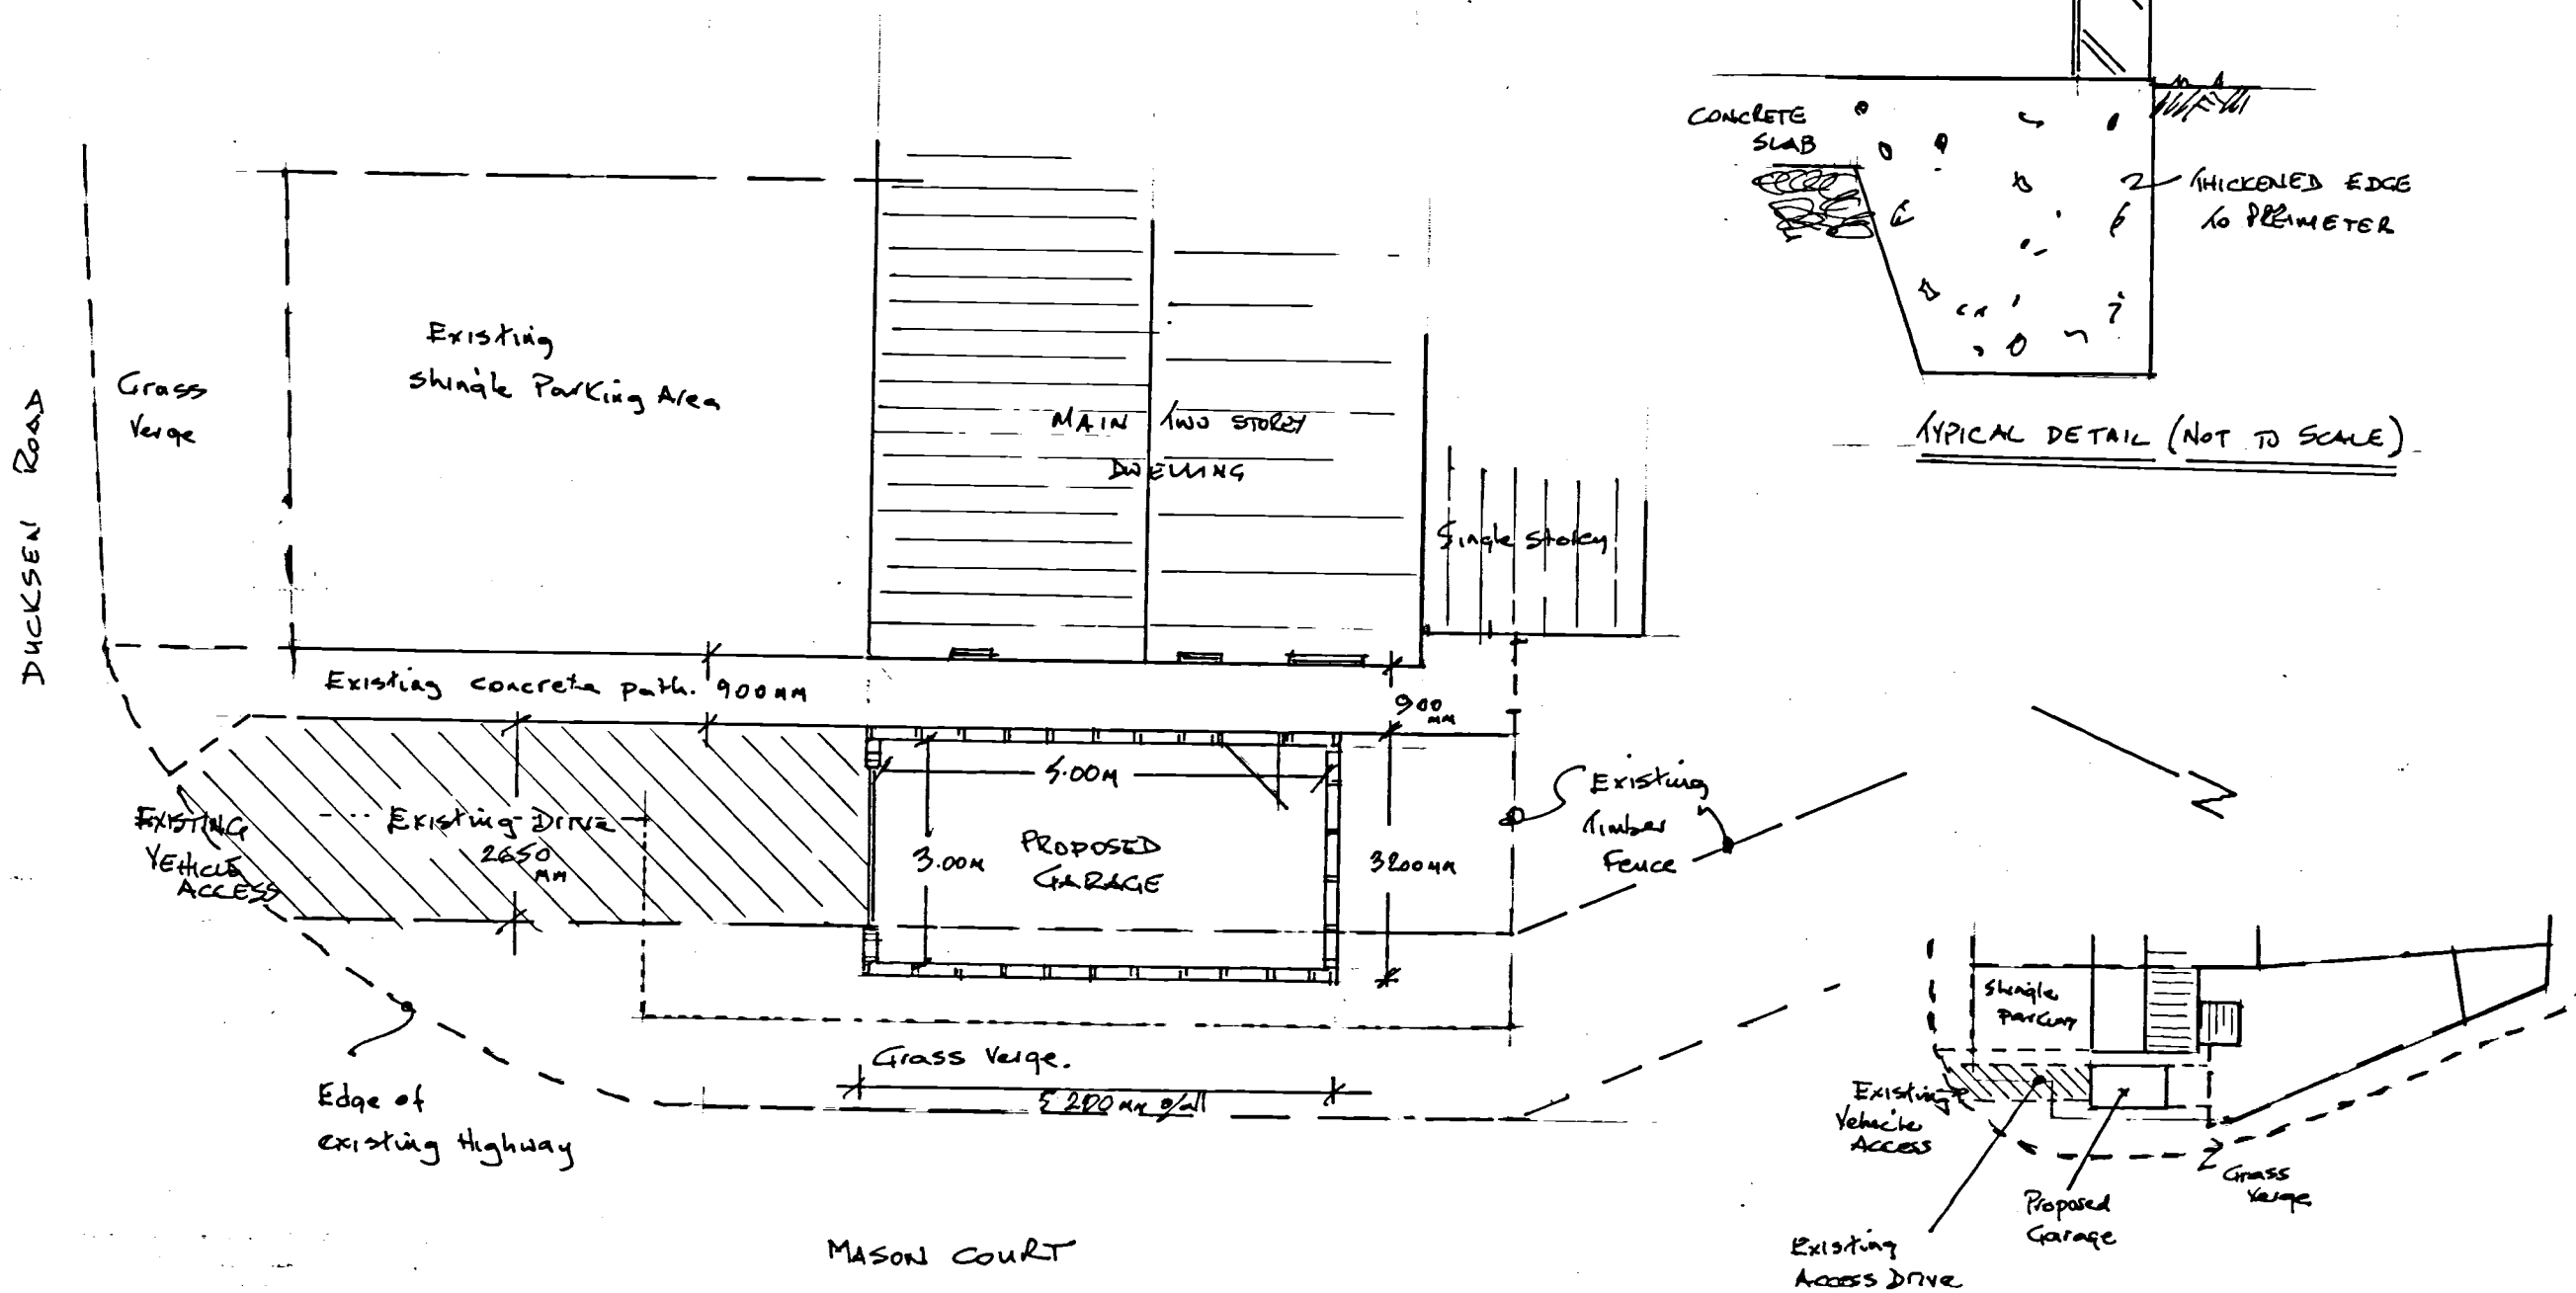 CONCRETE
SLAB
THICKENED EDGE
TO PREIMETER
TYPICAL DETAIL (NOT TO SCALE)
DUCKSEN ROAD
Grass
Verge
Existing
Shingle Parking Area
MAIN TWO STOREY
DWELLING
Single Storey
Existing concrete path. 900mm
900
mm
EXISTING
VEHICLE
ACCESS
Existing Drive
2650
mm
5.00M
3.00M
PROPOSED
GARAGE
3200mm
Existing
Timber
Fence
Grass Verge.
5200mm o/all
Edge of
existing Highway
MASON COURT
Shingle
parking
Existing
Vehicle
Access
Grass
Verge
Proposed
Garage
Existing
Access Drive